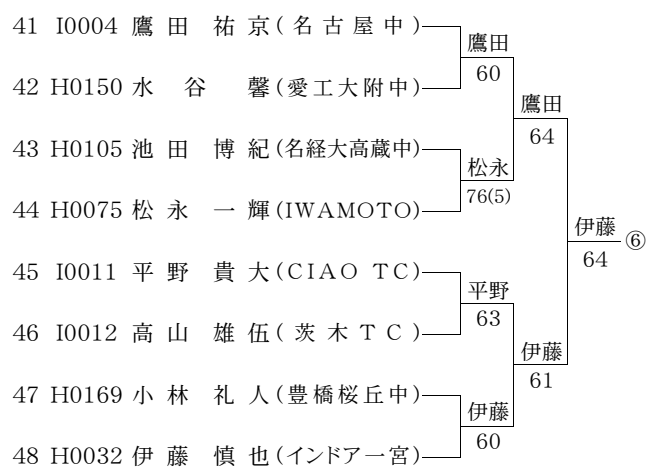 41 I0004 鷹田 祐京(名古屋中)
鷹田
60
42 H0150 水谷 馨(愛工大附中)
鷹田
64
43 H0105 池田 博紀(名経大高蔵中)
松永
76(5)
44 H0075 松永 一輝(IWAMOTO)
伊藤 ⑥
64
45 I0011 平野 貴大(CIAO TC)
平野
63
46 I0012 高山 雄伍(茨木TC)
伊藤
61
47 H0169 小林 礼人(豊橋桜丘中)
伊藤
60
48 H0032 伊藤 慎也(インドア一宮)